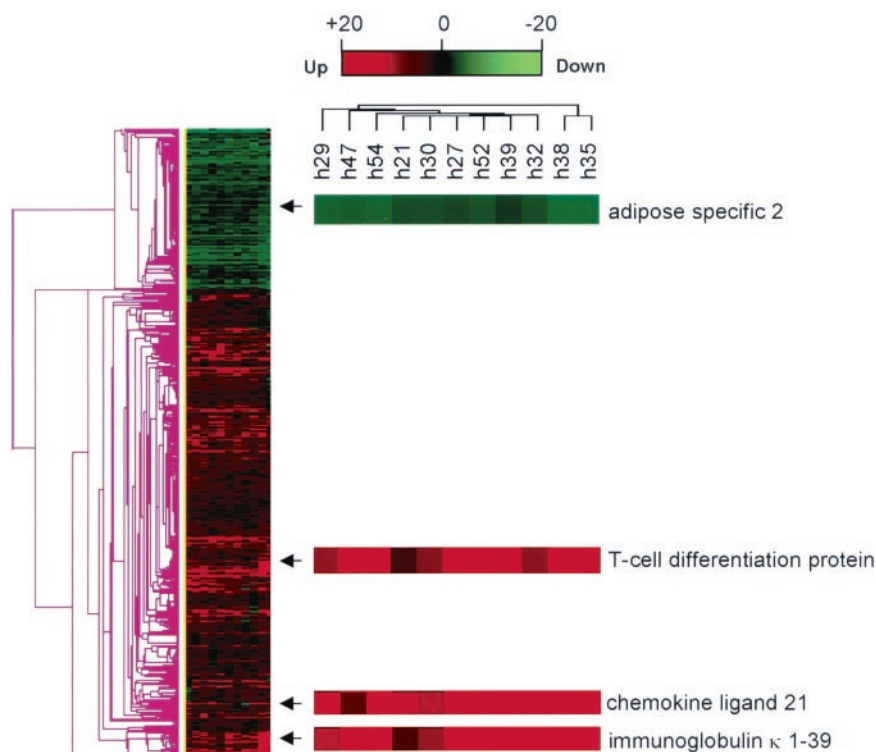 +20 0 -20
Up Down
h29 h47 h54 h21 h30 h27 h52 h39 h32 h38 h35
adipose specific 2
T-cell differentiation protein
chemokine ligand 21
immunoglobulin κ 1-39